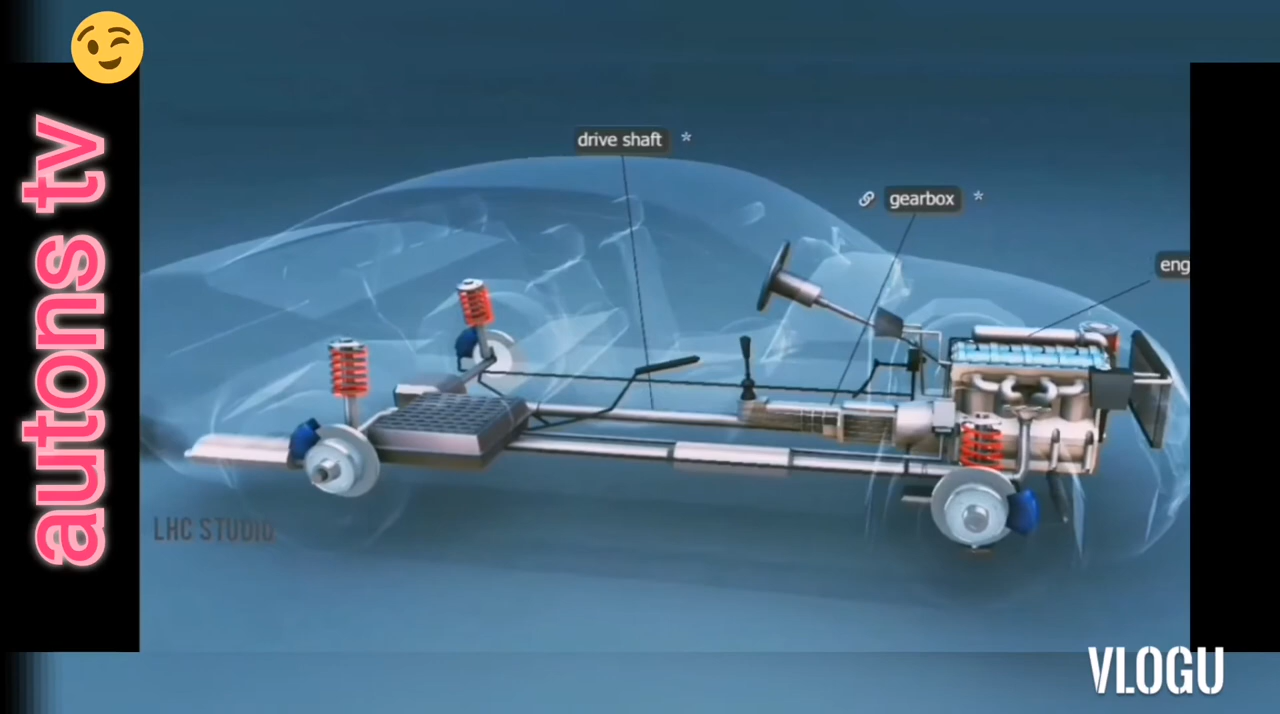 autons tv
drive shaft *
gearbox *
eng
LHC STUDIO
VLOGU